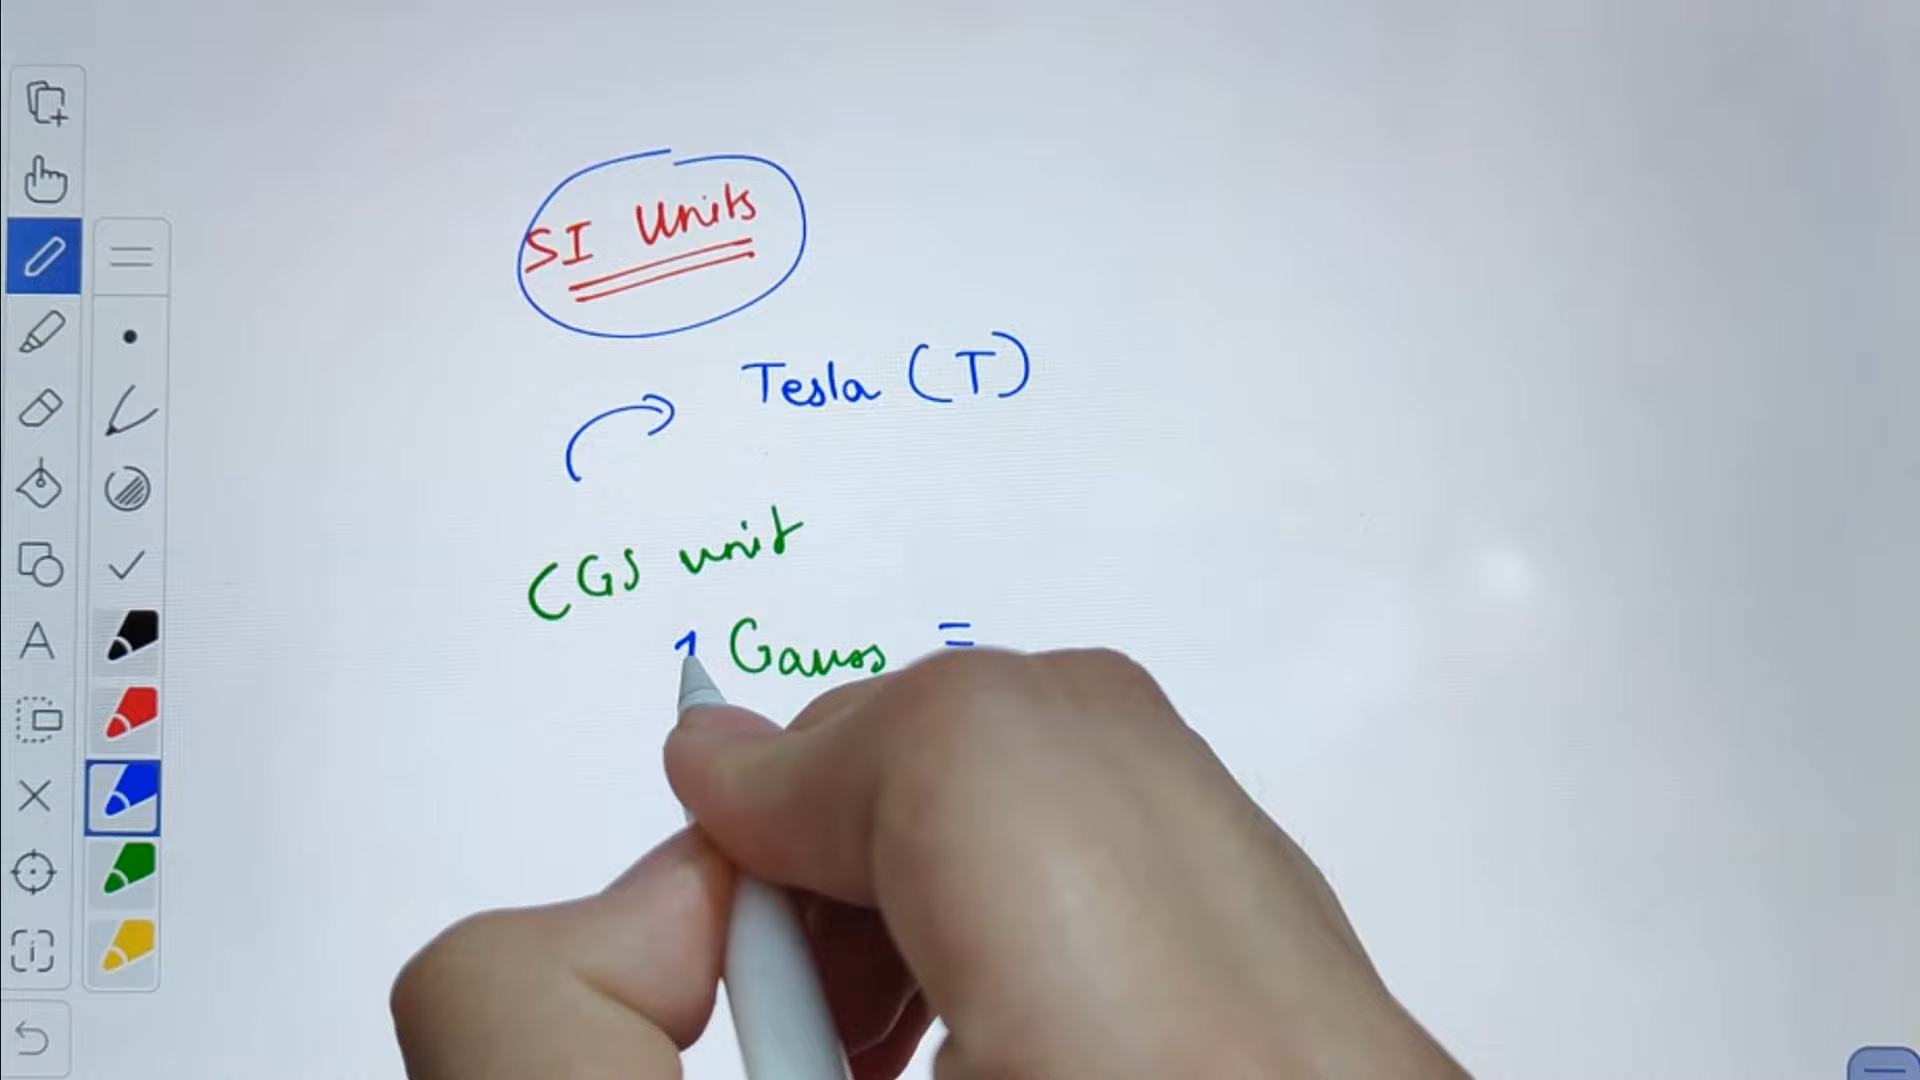 SI Units
Tesla (T)
CGS unit
1 Gauss =